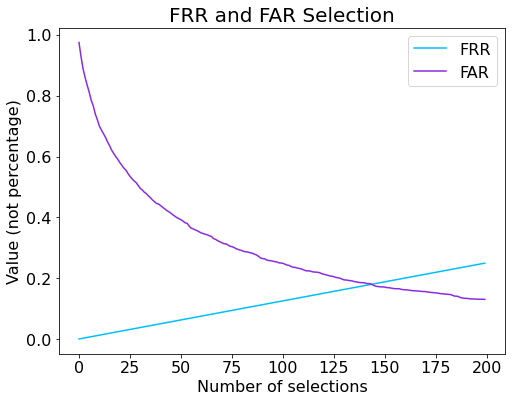 FRR and FAR Selection
FRR
FAR
Value (not percentage)
1.0
0.8
0.6
0.4
0.2
0.0
0 25 50 75 100 125 150 175 200
Number of selections